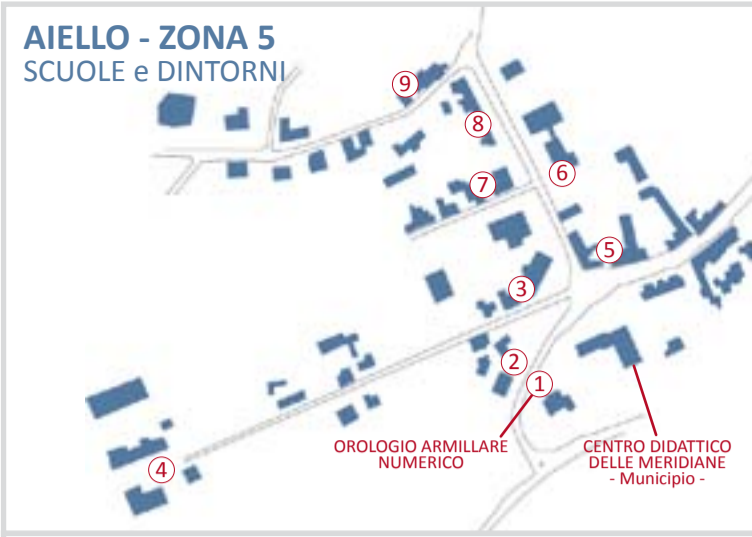 AIELLO - ZONA 5
SCUOLE e DINTORNI
9
8
6
7
5
3
2
1
OROLOGIO ARMILLARE
NUMERICO
CENTRO DIDATTICO
DELLE MERIDIANE
- Municipio -
4